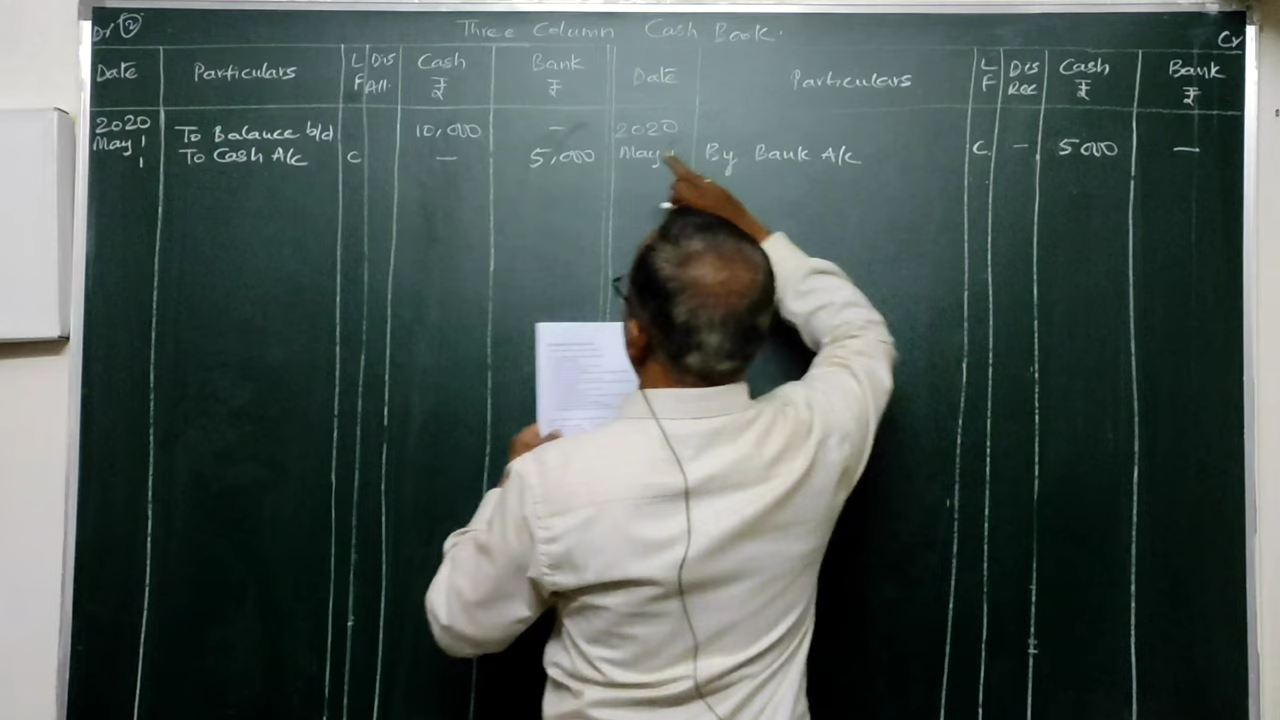 Dr ② Three Column Cash Book. Cr
Date Particulars L F Dis All. Cash ₹ Bank ₹ Date Particulars L F Dis Rec Cash ₹ Bank ₹
2020 To Balance b/d 10,000 - 2020
May 1
1 To Cash A/c C - 5,000 May 1 By Bank A/c C - 5000 -